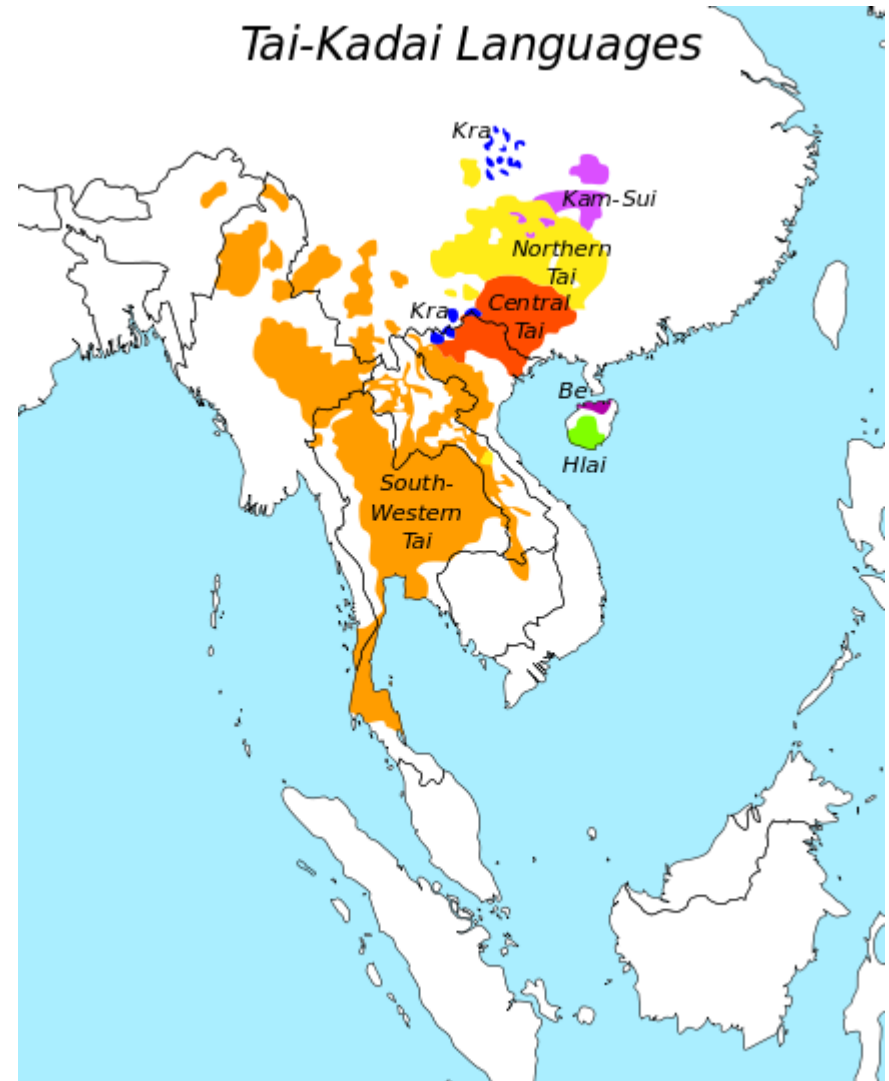 Tai-Kadai Languages
Kra
Kam-Sui
Northern
Tai
Central
Tai
Kra
Be
Hlai
South-
Western
Tai